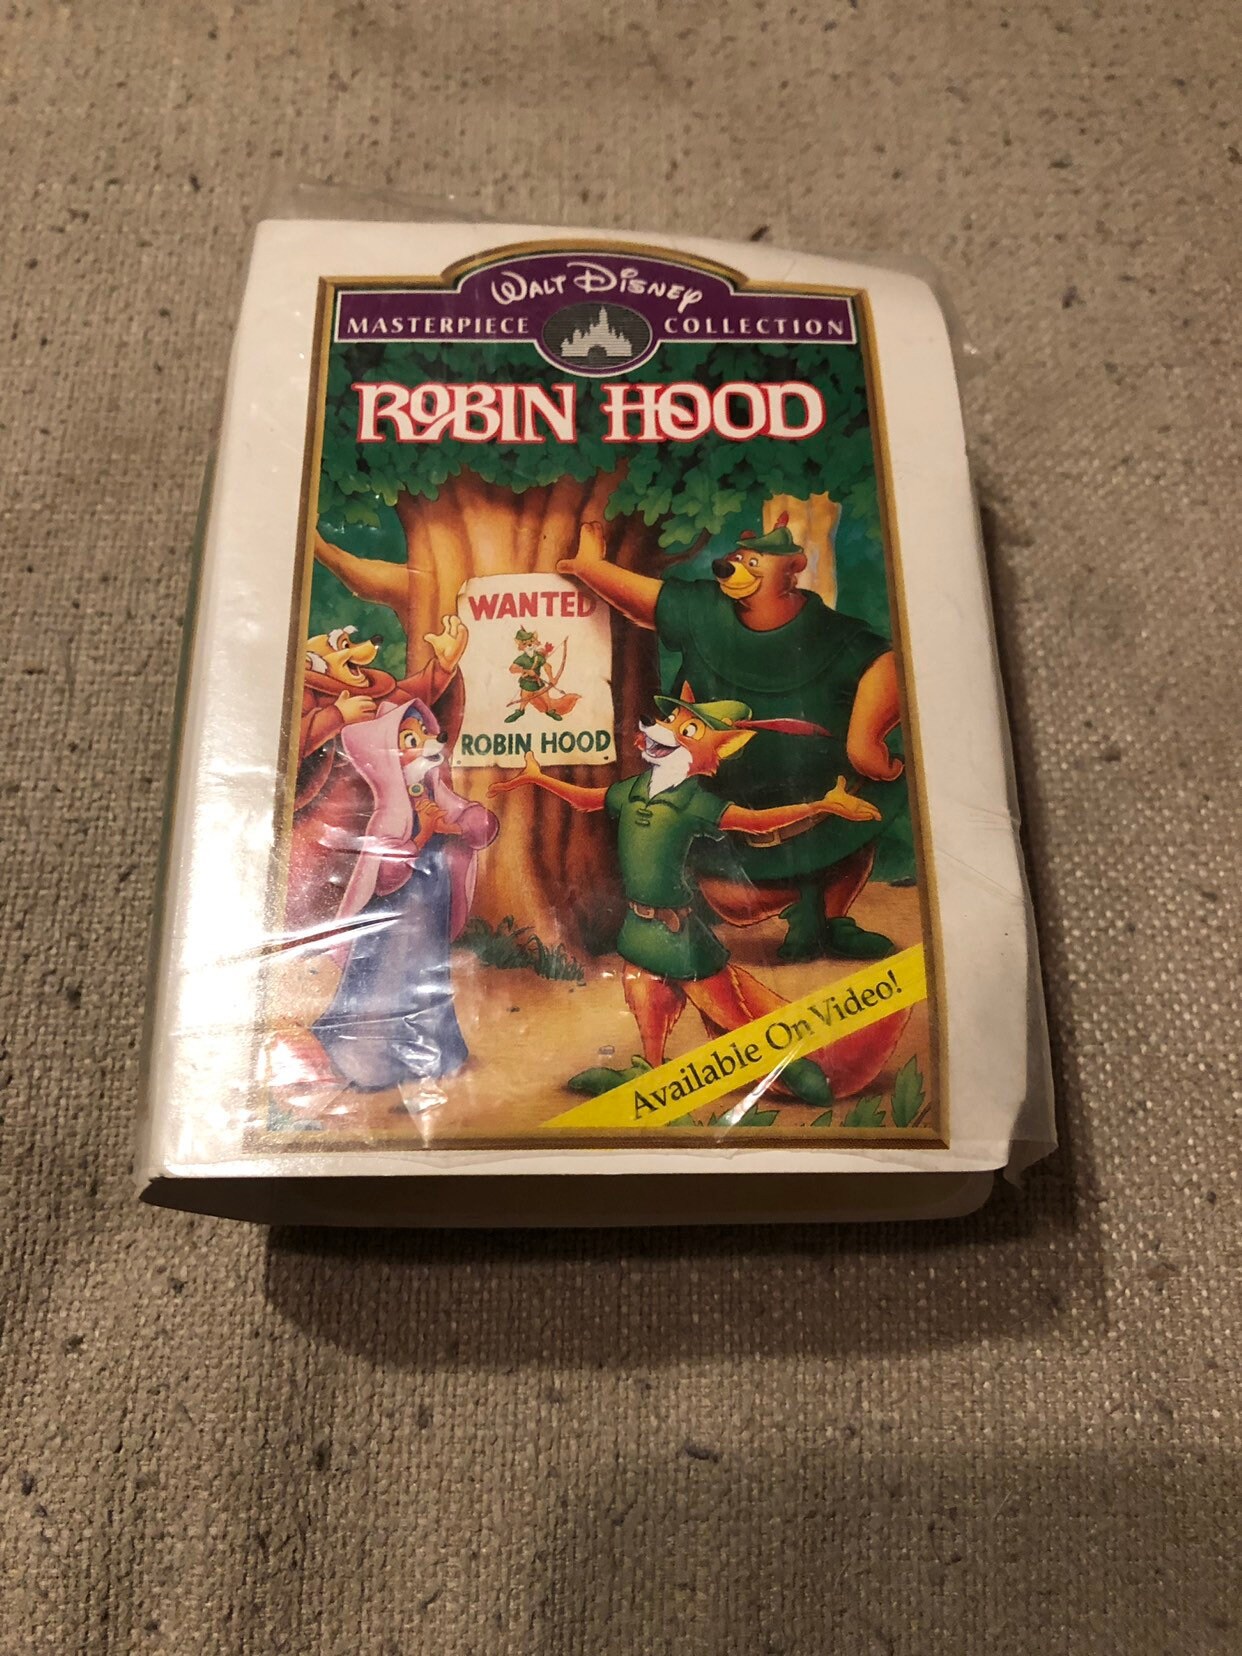 WALT DISNEY
MASTERPIECE COLLECTION
ROBIN HOOD
WANTED
ROBIN HOOD
Available On Video!